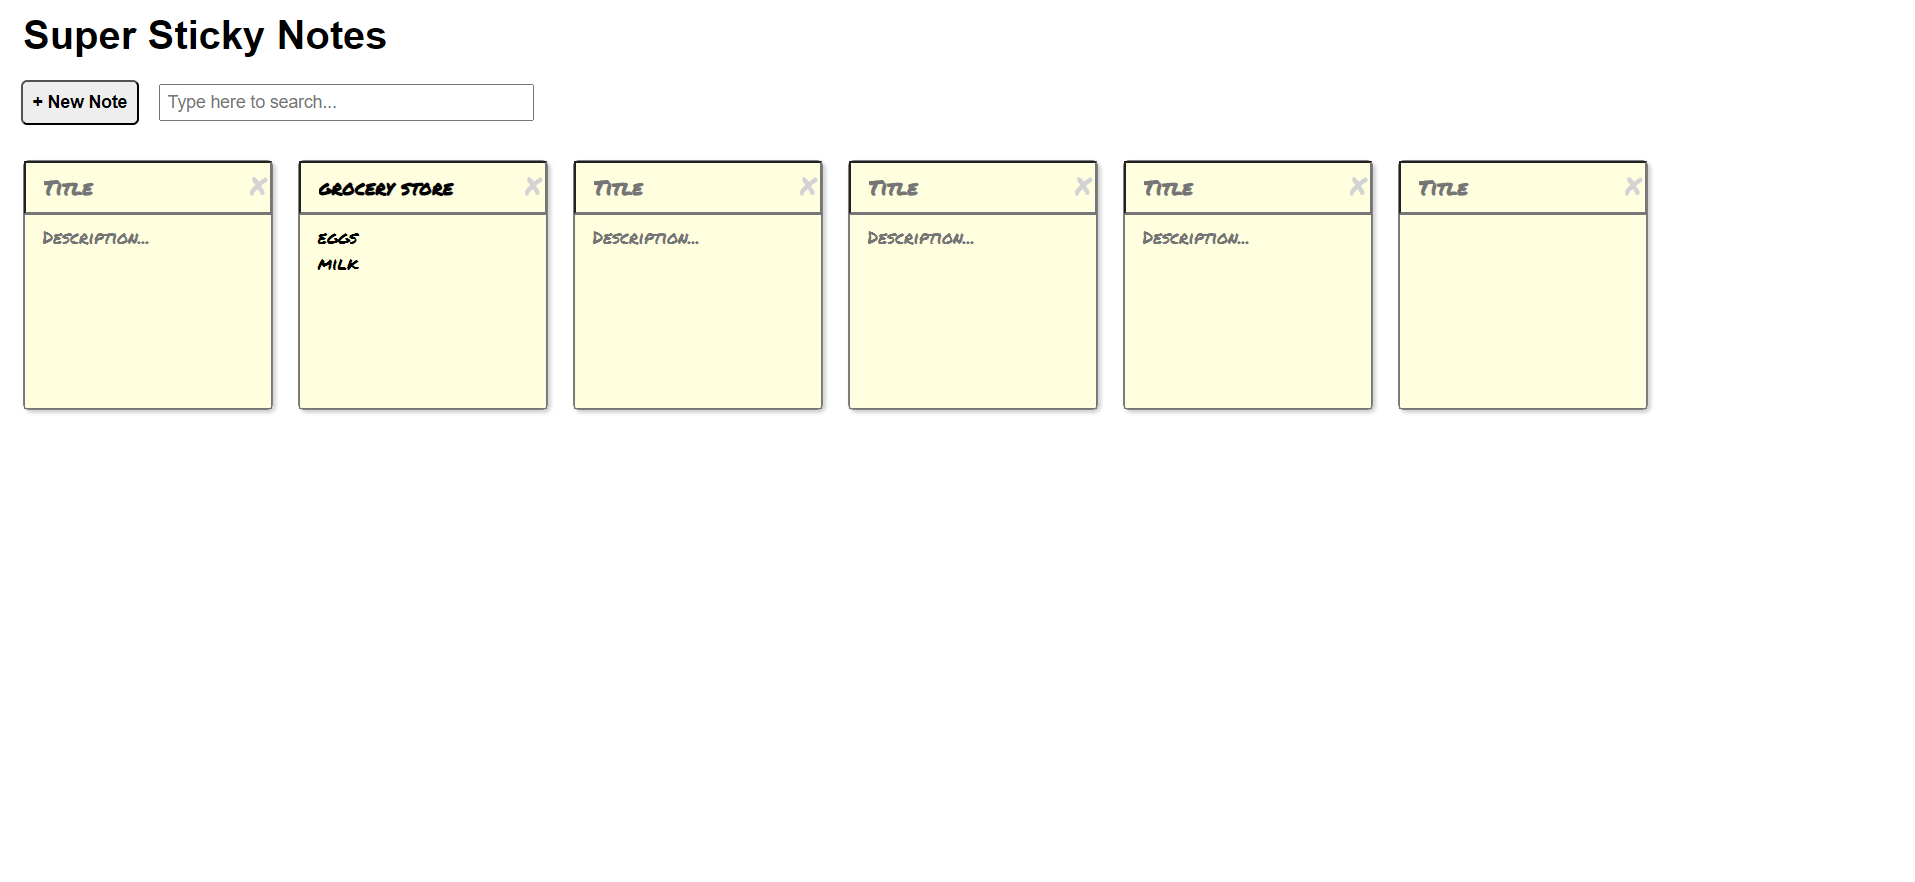 Super Sticky Notes
+ New Note
Type here to search...
Title ✘
Description...
grocery store ✘
eggs
milk
Title ✘
Description...
Title ✘
Description...
Title ✘
Description...
Title ✘